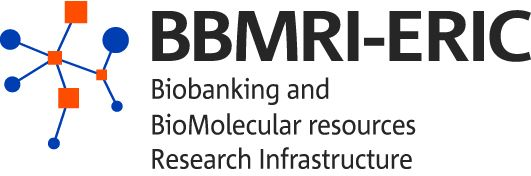 BBMRI-ERIC
Biobanking and
BioMolecular resources
Research Infrastructure